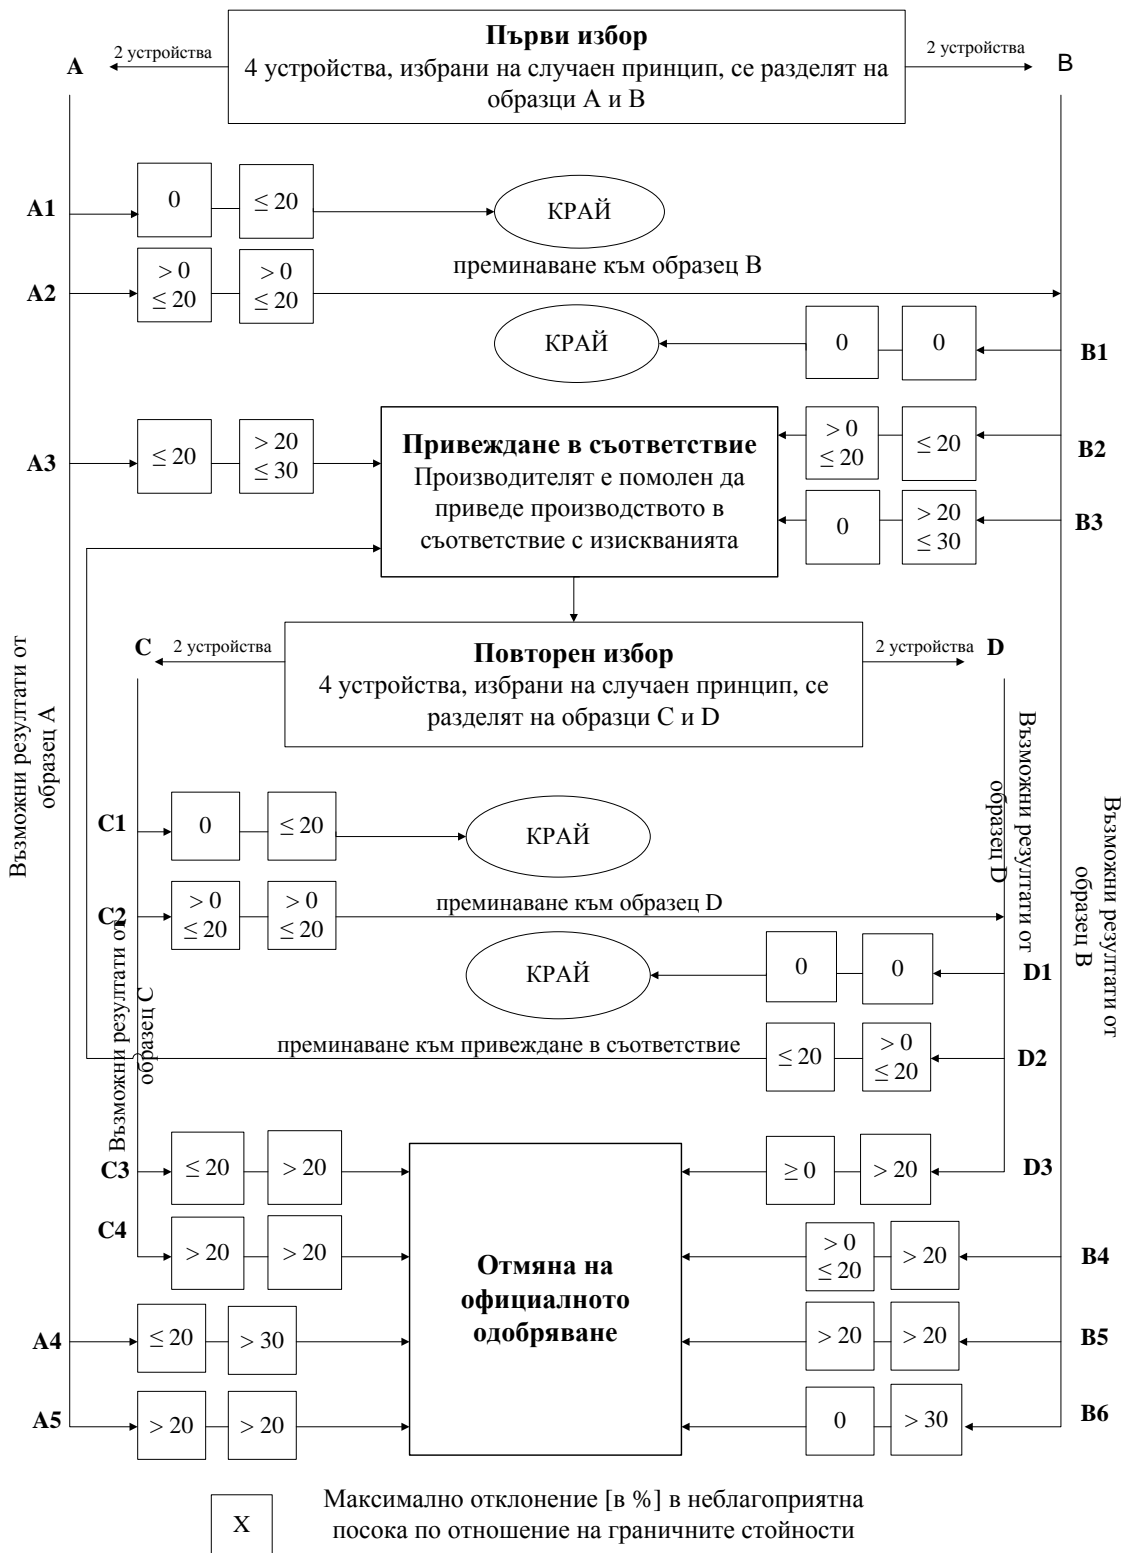 Първи избор
4 устройства, избрани на случаен принцип, се разделят на
образци А и В
2 устройства
2 устройства
A
B
A1
0
≤ 20
КРАЙ
A2
> 0
≤ 20
> 0
≤ 20
преминаване към образец В
КРАЙ
0
0
B1
A3
≤ 20
> 20
≤ 30
Привеждане в съответствие
Производителят е помолен да
приведе производството в
съответствие с изискванията
> 0
≤ 20
≤ 20
B2
0
> 20
≤ 30
B3
C
2 устройства
Повторен избор
4 устройства, избрани на случаен принцип, се
разделят на образци C и D
2 устройства
D
Възможни резултати от
образец А
Възможни резултати от
образец D
Възможни резултати от
образец В
C1
0
≤ 20
КРАЙ
C2
> 0
≤ 20
> 0
≤ 20
преминаване към образец D
Възможни резултати от
образец C
КРАЙ
0
0
D1
преминаване към привеждане в съответствие
≤ 20
> 0
≤ 20
D2
C3
≤ 20
> 20
≥ 0
> 20
D3
C4
> 20
> 20
Отмяна на
официалното
одобряване
> 0
≤ 20
> 20
B4
A4
≤ 20
> 30
> 20
> 20
B5
A5
> 20
> 20
0
> 30
B6
X
Максимално отклонение [в %] в неблагоприятна
посока по отношение на граничните стойности